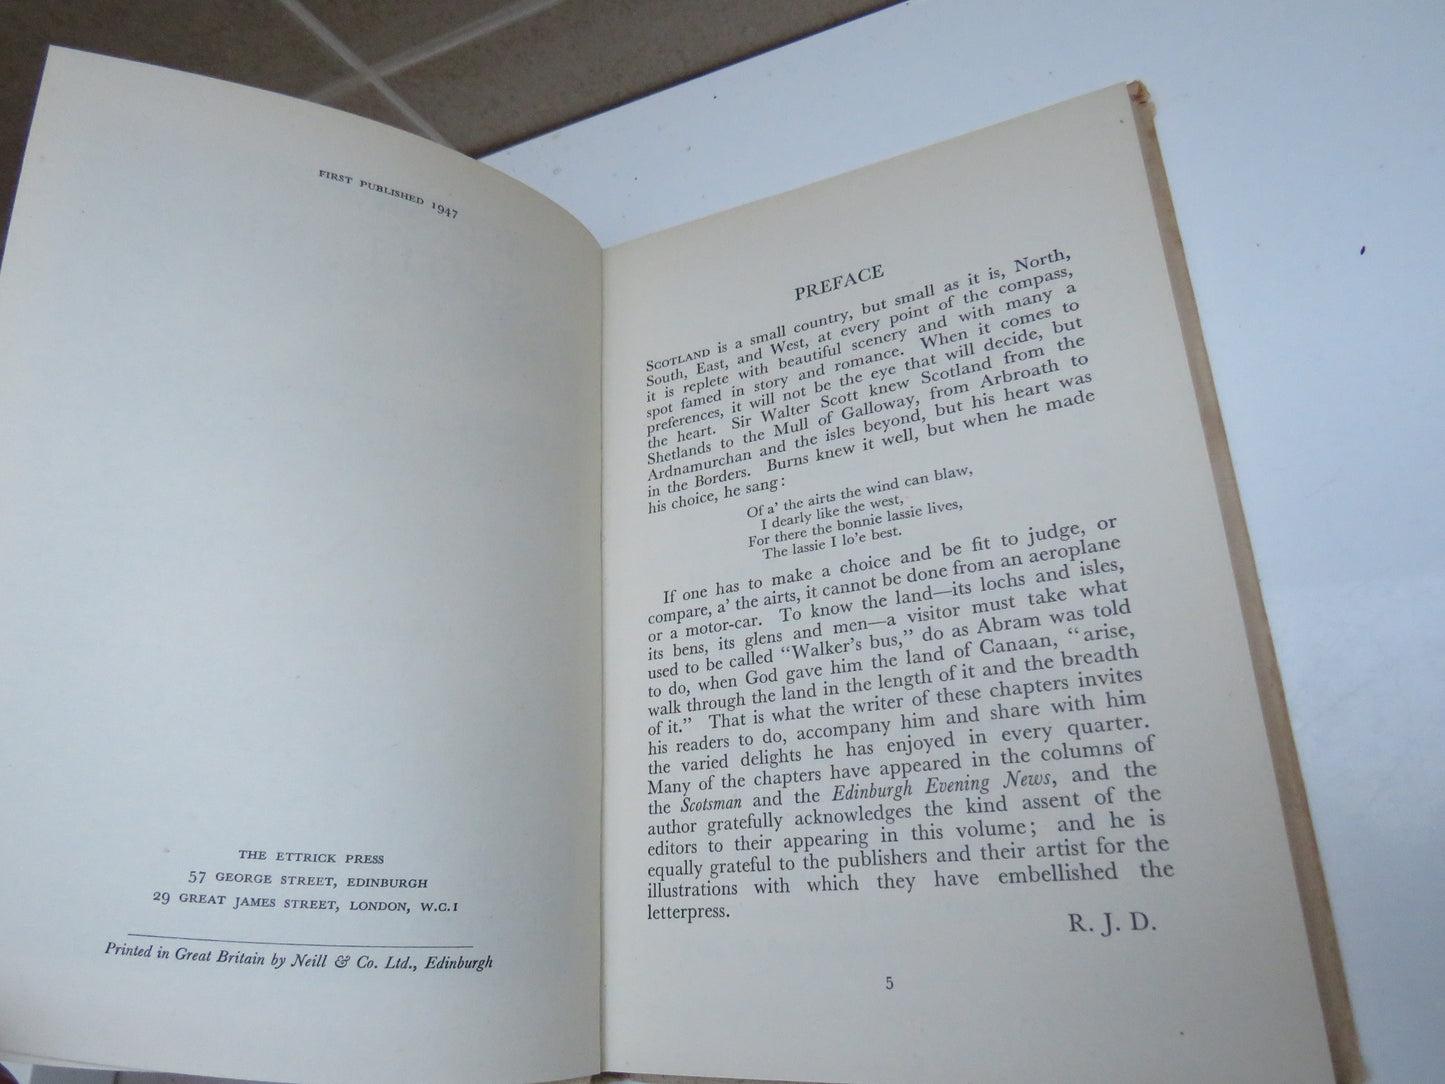 FIRST PUBLISHED 1947
THE ETTRICK PRESS
57 GEORGE STREET, EDINBURGH
29 GREAT JAMES STREET, LONDON, W.C.1
Printed in Great Britain by Neill & Co. Ltd., Edinburgh
PREFACE
SCOTLAND is a small country, but small as it is, North,
South, East, and West, at every point of the compass,
it is replete with beautiful scenery and with many a
spot famed in story and romance. When it comes to
preferences, it will not be the eye that will decide, but
the heart. Sir Walter Scott knew Scotland from the
Shetlands to the Mull of Galloway, from Arbroath to
Ardnamurchan and the isles beyond, but his heart was
in the Borders. Burns knew it well, but when he made
his choice, he sang:
Of a' the airts the wind can blaw,
I dearly like the west,
For there the bonnie lassie lives,
The lassie I lo'e best.
If one has to make a choice and be fit to judge, or
compare, a' the airts, it cannot be done from an aeroplane
or a motor-car. To know the land—its lochs and isles,
its bens, its glens and men—a visitor must take what
used to be called "Walker's bus," do as Abram was told
to do, when God gave him the land of Canaan, "arise,
walk through the land in the length of it and the breadth
of it." That is what the writer of these chapters invites
his readers to do, accompany him and share with him
the varied delights he has enjoyed in every quarter.
Many of the chapters have appeared in the columns of
the Scotsman and the Edinburgh Evening News, and the
author gratefully acknowledges the kind assent of the
editors to their appearing in this volume; and he is
equally grateful to the publishers and their artist for the
illustrations with which they have embellished the
letterpress.
R. J. D.
5